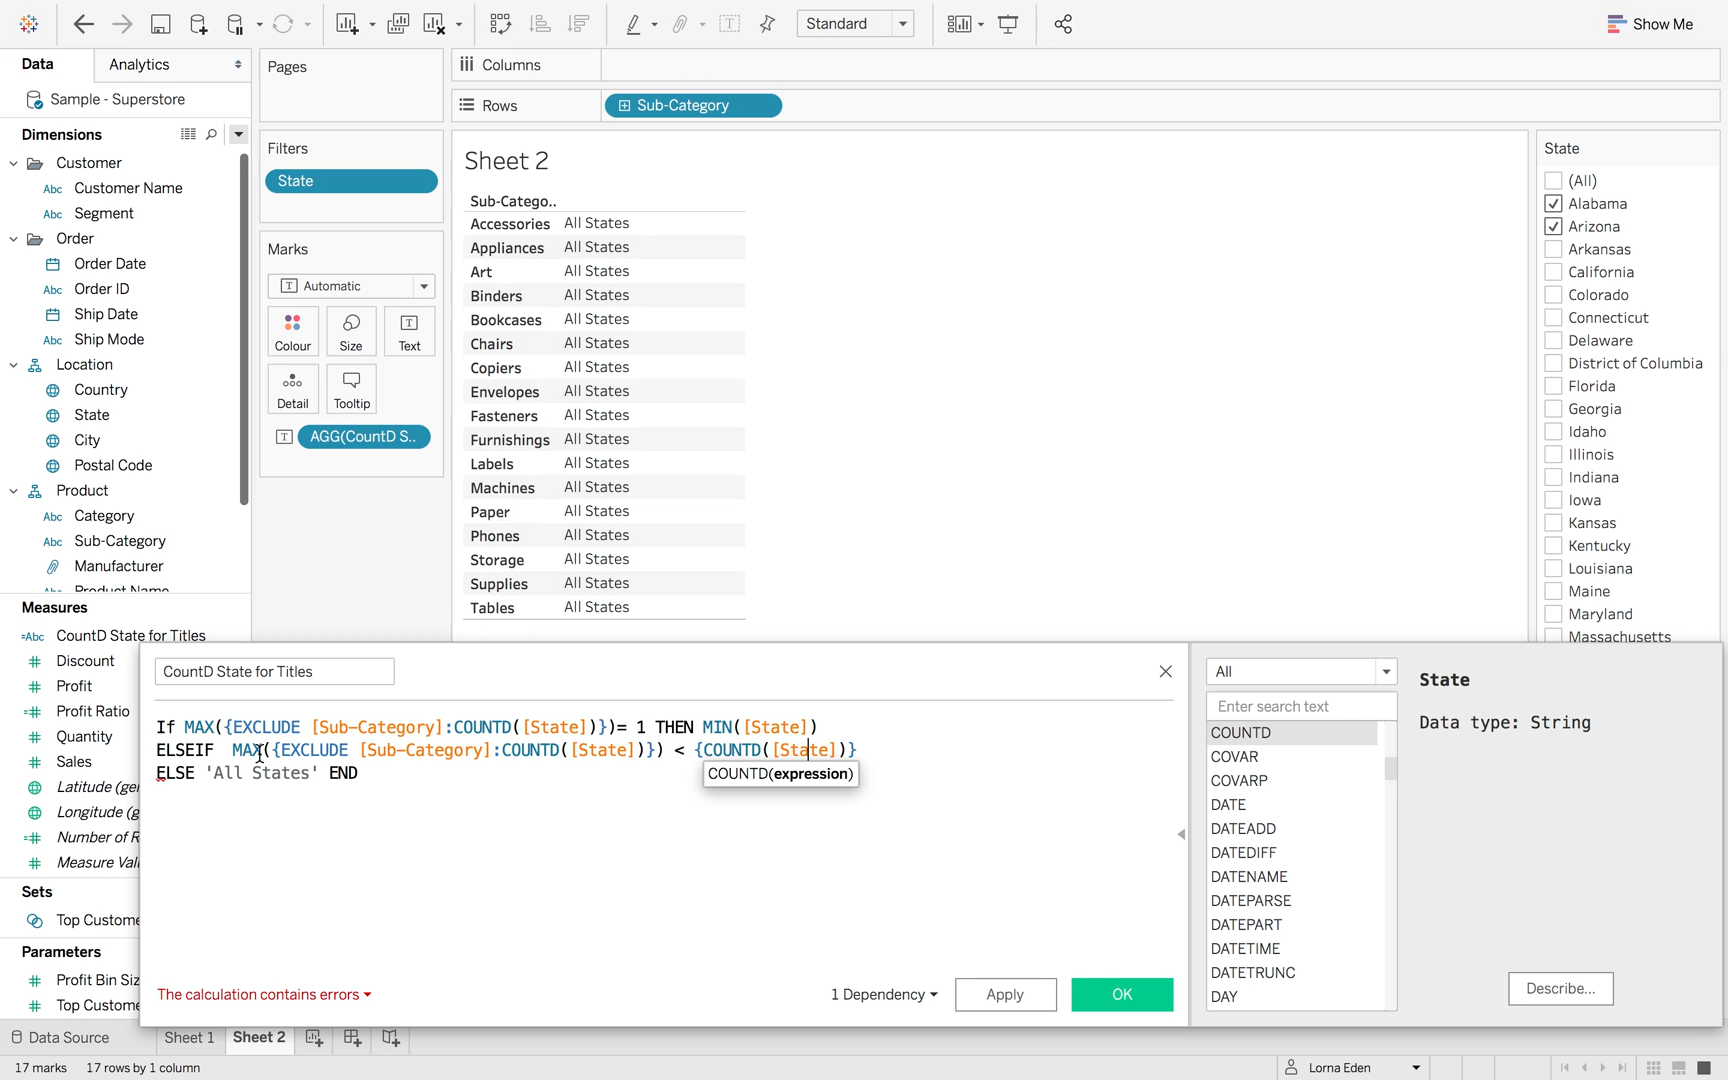 Standard
Show Me
Data
Analytics
Pages
Columns
Sample - Superstore
Rows
Sub-Category
Dimensions
Filters
Sheet 2
State
Customer
State
(All)
Customer Name
Sub-Catego..
Alabama
Segment
Accessories All States
Arizona
Order
Marks
Appliances All States
Arkansas
Order Date
Art All States
California
Order ID
Automatic
Binders All States
Colorado
Ship Date
Bookcases All States
Connecticut
Ship Mode
Colour
Size
Text
Chairs All States
Delaware
Location
Copiers All States
District of Columbia
Country
Envelopes All States
Florida
State
Detail
Tooltip
Fasteners All States
Georgia
City
AGG(CountD S..
Furnishings All States
Idaho
Postal Code
Labels All States
Illinois
Product
Machines All States
Indiana
Category
Paper All States
Iowa
Sub-Category
Phones All States
Kansas
Manufacturer
Storage All States
Kentucky
Product Name
Supplies All States
Louisiana
Measures
Tables All States
Maine
CountD State for Titles
Maryland
Massachusetts
Discount
Profit
Profit Ratio
Quantity
Sales
Latitude (ge
Longitude (g
Number of R
Measure Val
Sets
Top Custome
Parameters
Profit Bin Siz
Top Custome
CountD State for Titles
If MAX({EXCLUDE [Sub-Category]:COUNTD([State])})= 1 THEN MIN([State])
ELSEIF  MAX({EXCLUDE [Sub-Category]:COUNTD([State])}) < {COUNTD([State])}
ELSE 'All States' END
COUNTD(expression)
The calculation contains errors
1 Dependency
Apply
OK
All
Enter search text
COUNTD
COVAR
COVARP
DATE
DATEADD
DATEDIFF
DATENAME
DATEPARSE
DATEPART
DATETIME
DATETRUNC
DAY
State
Data type: String
Describe...
Data Source
Sheet 1
Sheet 2
17 marks
17 rows by 1 column
Lorna Eden